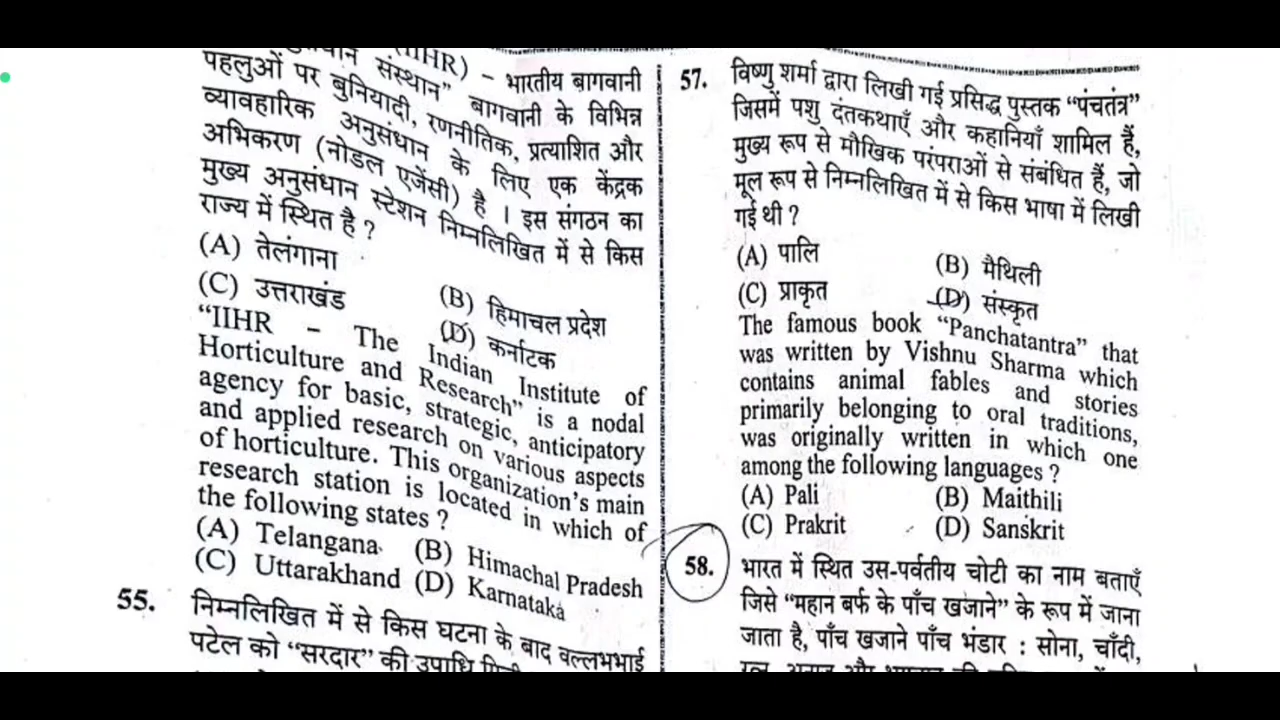 संस्थान” बागवानी के विभिन्न
(IIHR) – भारतीय बागवानी
पहलुओं पर बुनियादी, रणनीतिक, प्रत्याशित और
व्यावहारिक अनुसंधान के लिए एक केंद्रक
अभिकरण (नोडल एजेंसी) है । इस संगठन का
मुख्य अनुसंधान स्टेशन निम्नलिखित में से किस
राज्य में स्थित है ?
(A) तेलंगाना
(B) हिमाचल प्रदेश
(C) उत्तराखंड
(D) कर्नाटक
“IIHR – The Indian Institute of
Horticulture and Research” is a nodal
agency for basic, strategic, anticipatory
and applied research on various aspects
of horticulture. This organization’s main
research station is located in which of
the following states ?
(A) Telangana (B) Himachal Pradesh
(C) Uttarakhand (D) Karnataka
55. निम्नलिखित में से किस घटना के बाद वल्लभभाई
पटेल को “सरदार” की उपाधि
57. विष्णु शर्मा द्वारा लिखी गई प्रसिद्ध पुस्तक “पंचतंत्र”
जिसमें पशु दंतकथाएँ और कहानियाँ शामिल हैं,
मुख्य रूप से मौखिक परंपराओं से संबंधित हैं, जो
मूल रूप से निम्नलिखित में से किस भाषा में लिखी
गई थी ?
(A) पालि (B) मैथिली
(C) प्राकृत (D) संस्कृत
The famous book “Panchatantra” that
was written by Vishnu Sharma which
contains animal fables and stories
primarily belonging to oral traditions,
was originally written in which one
among the following languages ?
(A) Pali (B) Maithili
(C) Prakrit (D) Sanskrit
58. भारत में स्थित उस-पर्वतीय चोटी का नाम बताएँ
जिसे “महान बर्फ के पाँच खजाने” के रूप में जाना
जाता है, पाँच खजाने पाँच भंडार : सोना, चाँदी,